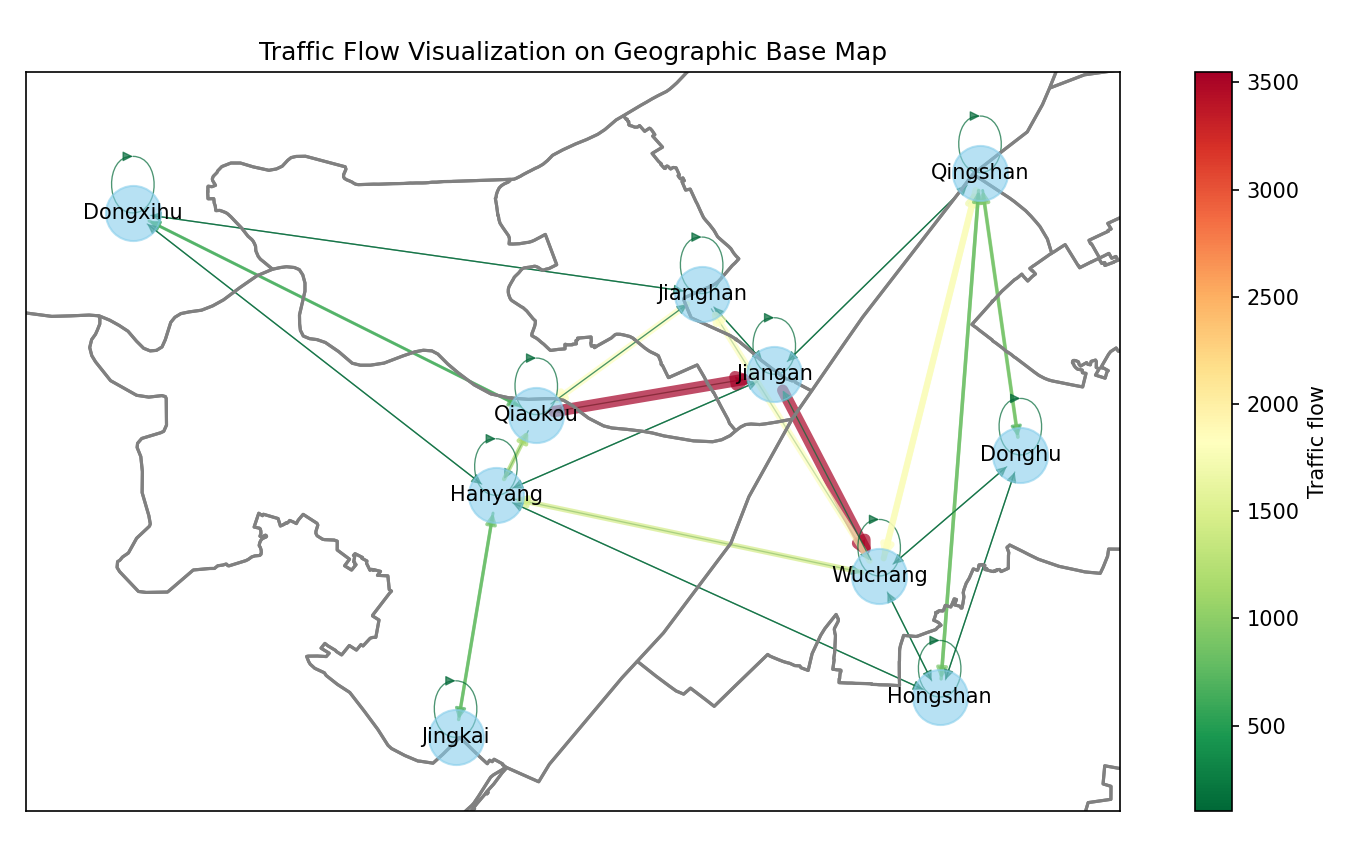 Traffic Flow Visualization on Geographic Base Map
Qingshan
Dongxihu
Jianghan
Jiangan
Qiaokou
Donghu
Hanyang
Wuchang
Hongshan
Jingkai
3500
3000
2500
2000
1500
1000
500
Traffic flow